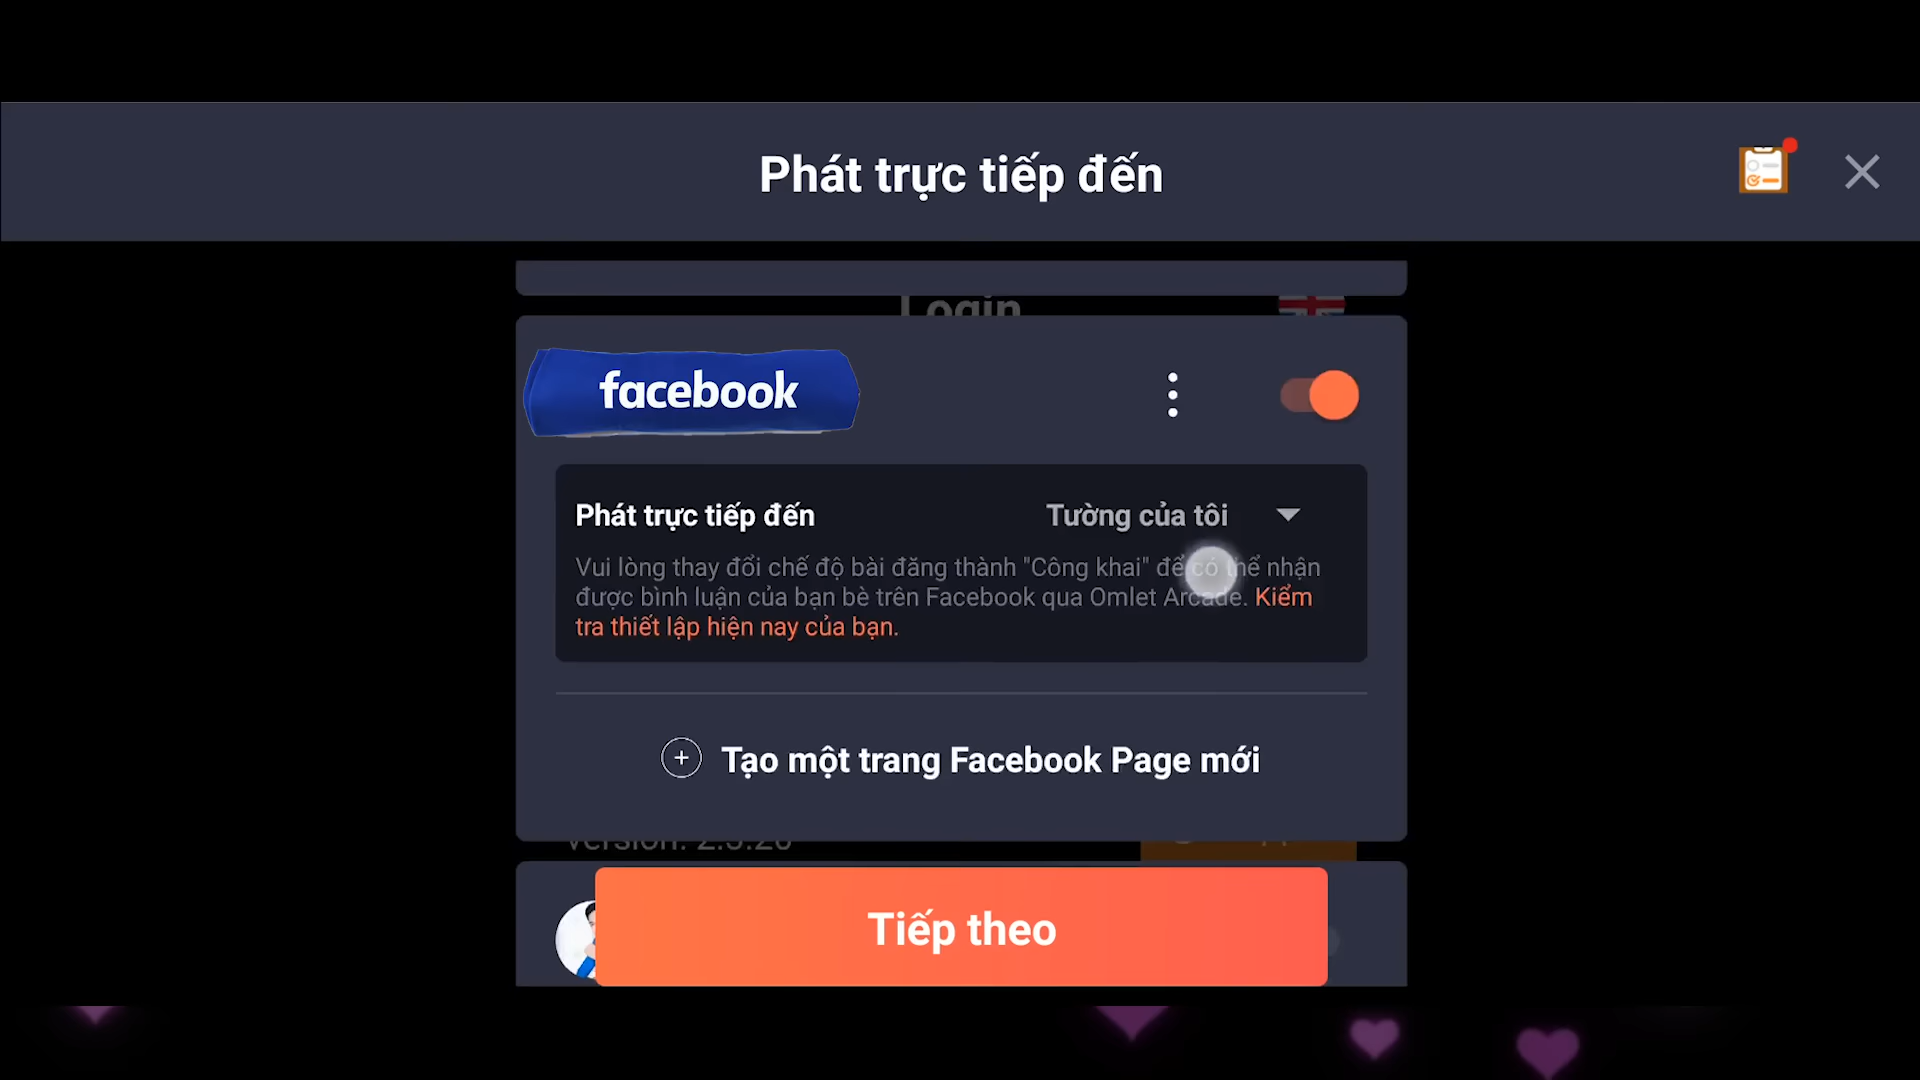 Phát trực tiếp đến
Login
facebook
Phát trực tiếp đến
Tường của tôi
Vui lòng thay đổi chế độ bài đăng thành "Công khai" để có thể nhận
được bình luận của bạn bè trên Facebook qua Omlet Arcade. Kiểm
tra thiết lập hiện nay của bạn.
Tạo một trang Facebook Page mới
Tiếp theo